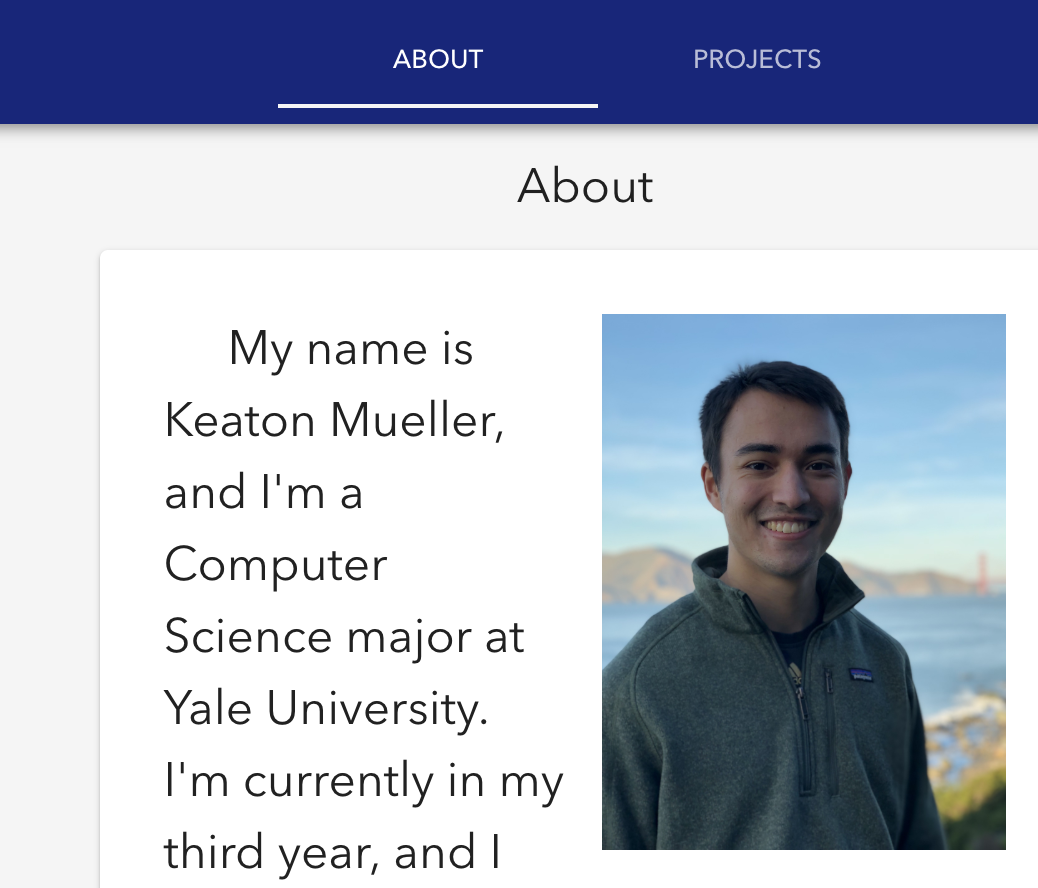 ABOUT PROJECTS
About
My name is
Keaton Mueller,
and I'm a
Computer
Science major at
Yale University.
I'm currently in my
third year, and I